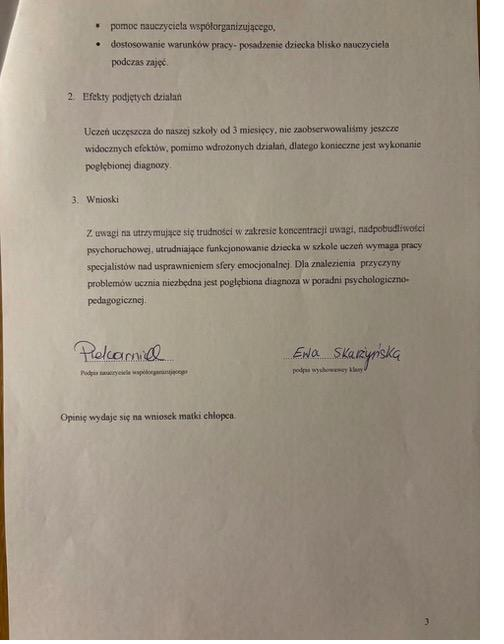 • pomoc nauczyciela współorganizującego,
• dostosowanie warunków pracy- posadzenie dziecka blisko nauczyciela
podczas zajęć.
2. Efekty podjętych działań
Uczeń uczęszcza do naszej szkoły od 3 miesięcy, nie zaobserwowaliśmy jeszcze
widocznych efektów, pomimo wdrożonych działań, dlatego konieczne jest wykonanie
pogłębionej diagnozy.
3. Wnioski
Z uwagi na utrzymujące się trudności w zakresie koncentracji uwagi, nadpobudliwości
psychoruchowej, utrudniające funkcjonowanie dziecka w szkole uczeń wymaga pracy
specjalistów nad usprawnieniem sfery emocjonalnej. Dla znalezienia przyczyny
problemów ucznia niezbędna jest pogłębiona diagnoza w poradni psychologiczno-
pedagogicznej.
Ewa Skarżyńska
Podpis nauczyciela współorganizującego
podpis wychowawcy klasy
Opinię wydaje się na wniosek matki chłopca.
3